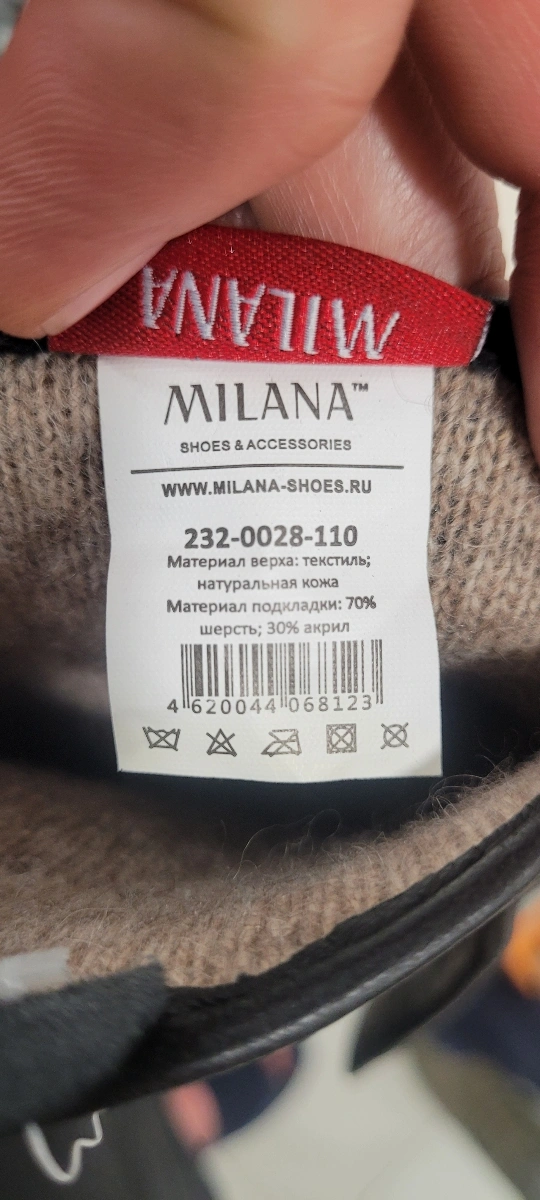 MILANA
MILANA™
SHOES & ACCESSORIES
WWW.MILANA-SHOES.RU
232-0028-110
Материал верха: текстиль;
натуральная кожа
Материал подкладки: 70%
шерсть; 30% акрил
4 620044 068123